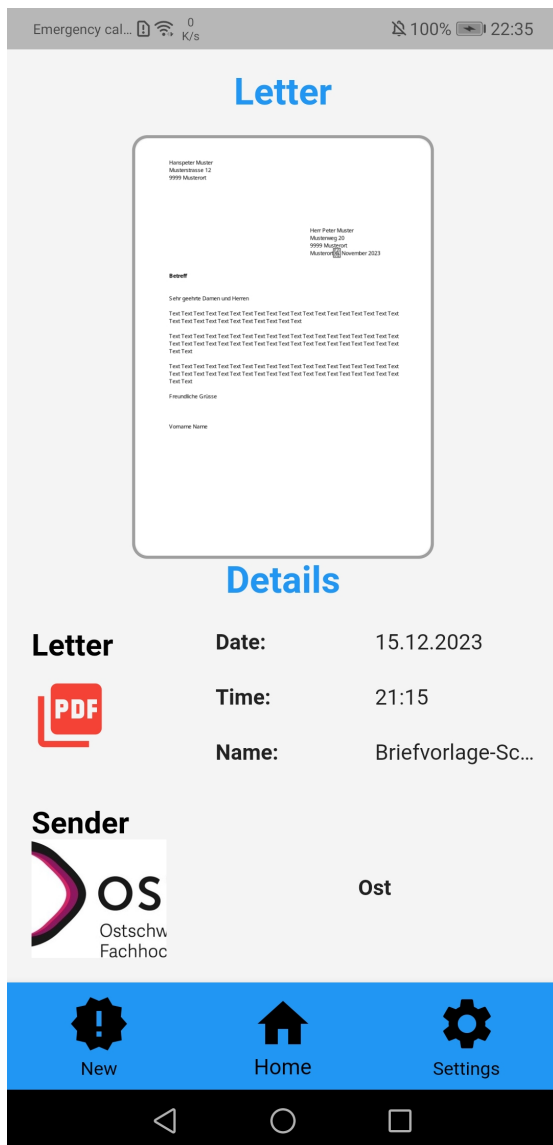 Emergency cal... 0 K/s 100% 22:35
Letter
Hanspeter Muster
Musterstrasse 12
9999 Musterort
Herr Peter Muster
Musterweg 20
9999 Musterort
Musterort November 2023
Betreff
Sehr geehrte Damen und Herren
Text Text Text Text Text Text Text Text Text Text Text Text Text Text Text Text Text Text Text
Text Text Text Text Text Text Text Text Text Text Text
Text Text Text Text Text Text Text Text Text Text Text Text Text Text Text Text Text Text Text
Text Text Text Text Text Text Text Text Text Text Text Text Text Text Text Text Text Text Text
Text Text
Text Text Text Text Text Text Text Text Text Text Text Text Text Text Text Text Text Text Text
Text Text Text Text Text Text Text Text Text Text Text Text Text Text Text Text Text Text Text
Text Text
Freundliche Grüsse
Vorname Name
Details
Letter
PDF
Date: 15.12.2023
Time: 21:15
Name: Briefvorlage-Sc...
Sender
OS
Ostschw
Fachhoc
Ost
New Home Settings